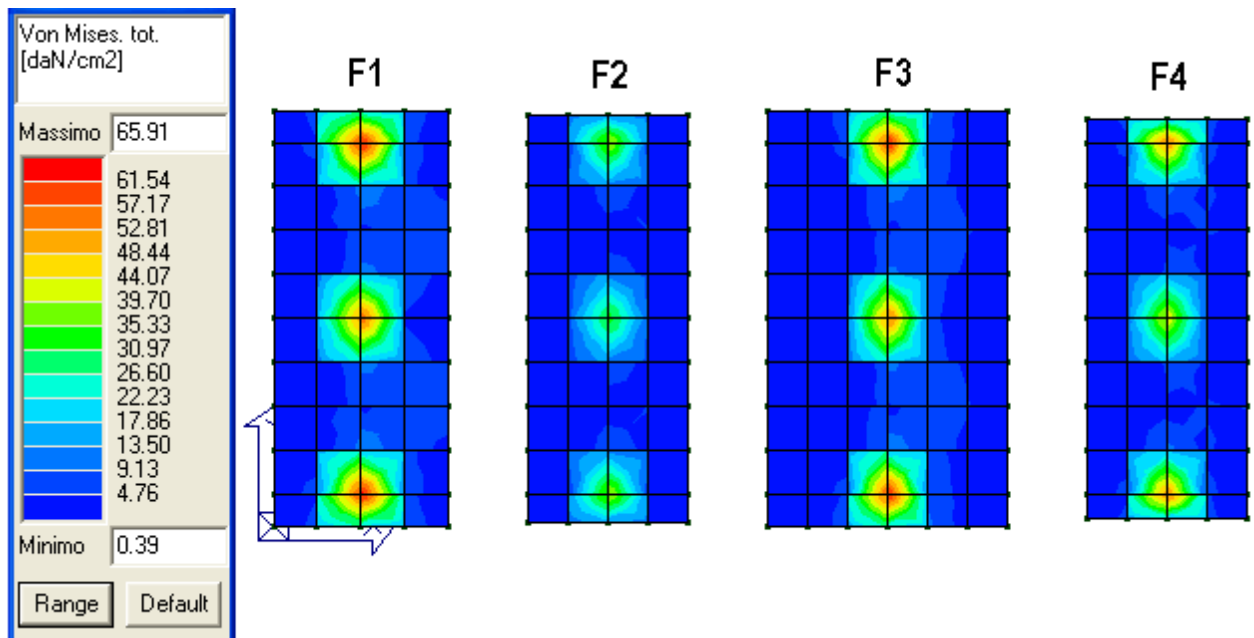 Von Mises. tot.
[daN/cm2]
Massimo 65.91
61.54
57.17
52.81
48.44
44.07
39.70
35.33
30.97
26.60
22.23
17.86
13.50
9.13
4.76
Minimo 0.39
Range Default
F1 F2 F3 F4